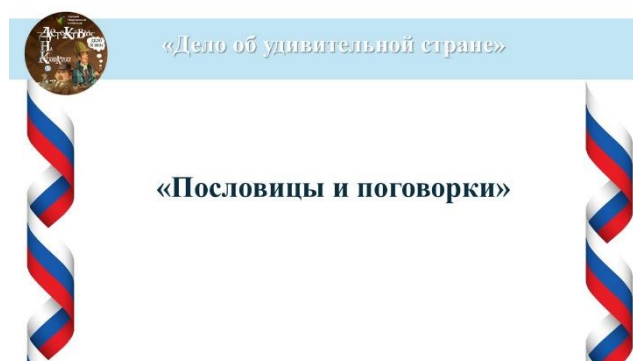 «Дело об удивительной стране»
«Пословицы и поговорки»